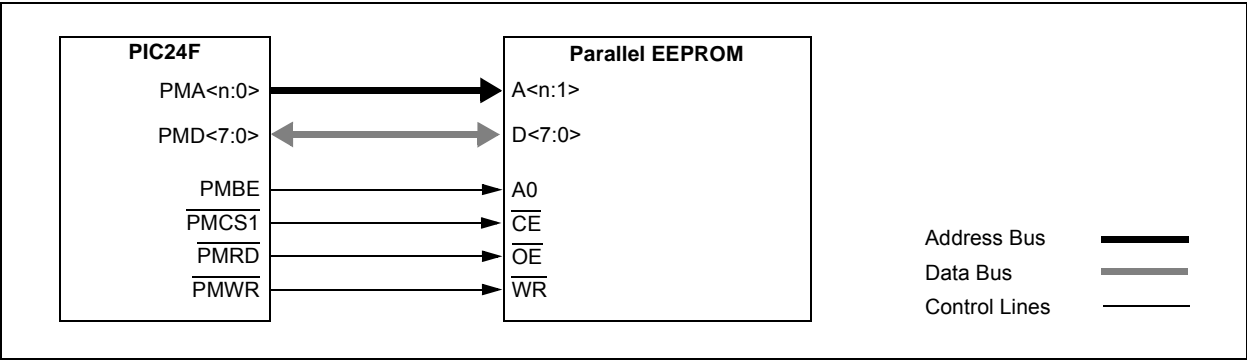 PIC24F
Parallel EEPROM
PMA<n:0>
A<n:1>
PMD<7:0>
D<7:0>
PMBE
A0
PMCS1
CE
PMRD
OE
PMWR
WR
Address Bus
Data Bus
Control Lines